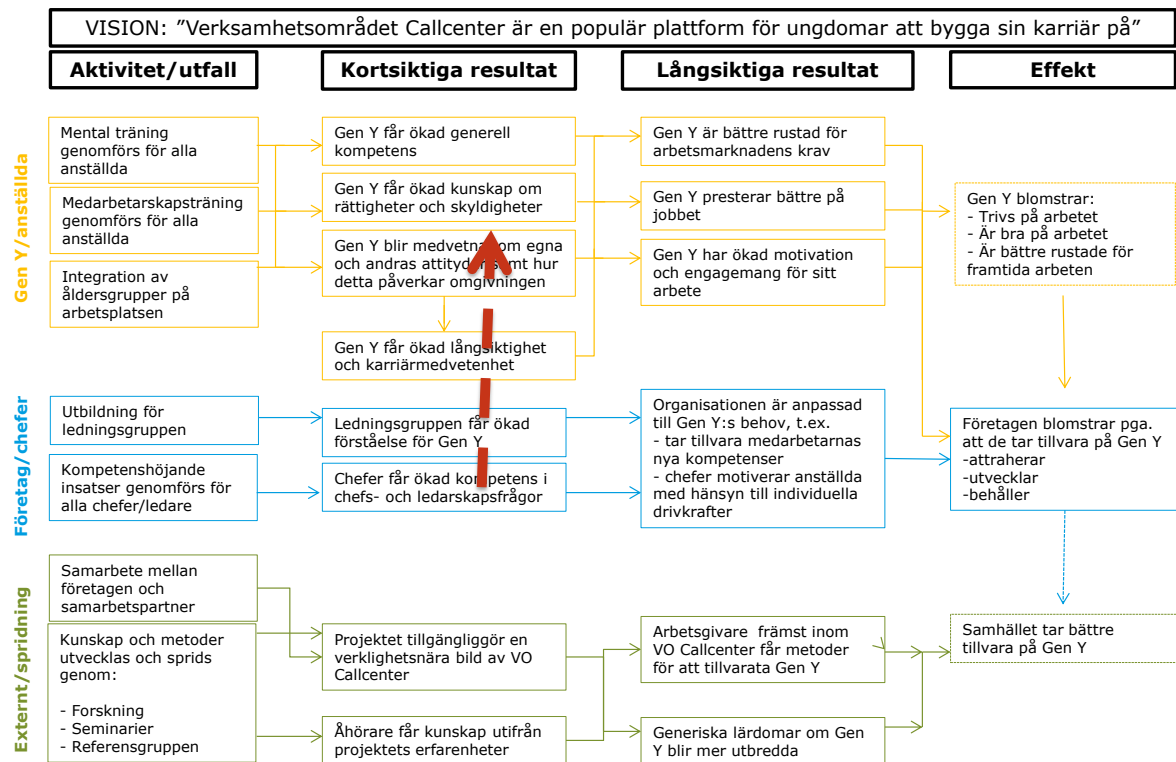 VISION: ”Verksamhetsområdet Callcenter är en populär plattform för ungdomar att bygga sin karriär på”
Aktivitet/utfall
Kortsiktiga resultat
Långsiktiga resultat
Effekt
Gen Y/anställda
Mental träning
genomförs för alla
anställda
Medarbetarskapsträning
genomförs för alla
anställda
Integration av
åldersgrupper på
arbetsplatsen
Gen Y får ökad generell
kompetens
Gen Y får ökad kunskap om
rättigheter och skyldigheter
Gen Y blir medvetna om egna
och andras attityder samt hur
detta påverkar omgivningen
Gen Y får ökad långsiktighet
och karriärmedvetenhet
Gen Y är bättre rustad för
arbetsmarknadens krav
Gen Y presterar bättre på
jobbet
Gen Y har ökad motivation
och engagemang för sitt
arbete
Gen Y blomstrar:
- Trivs på arbetet
- Är bra på arbetet
- Är bättre rustade för
framtida arbeten
Företag/chefer
Utbildning för
ledningsgruppen
Kompetenshöjande
insatser genomförs för
alla chefer/ledare
Ledningsgruppen får ökad
förståelse för Gen Y
Chefer får ökad kompetens i
chefs- och ledarskapsfrågor
Organisationen är anpassad
till Gen Y:s behov, t.ex.
- tar tillvara medarbetarnas
nya kompetenser
- chefer motiverar anställda
med hänsyn till individuella
drivkrafter
Företagen blomstrar pga.
att de tar tillvara på Gen Y
-attraherar
-utvecklar
-behåller
Externt/spridning
Samarbete mellan
företagen och
samarbetspartner
Kunskap och metoder
utvecklas och sprids
genom:
- Forskning
- Seminarier
- Referensgruppen
Projektet tillgängliggör en
verklighetsnära bild av VO
Callcenter
Åhörare får kunskap utifrån
projektets erfarenheter
Arbetsgivare främst inom
VO Callcenter får metoder
för att tillvarata Gen Y
Generiska lärdomar om Gen
Y blir mer utbredda
Samhället tar bättre
tillvara på Gen Y